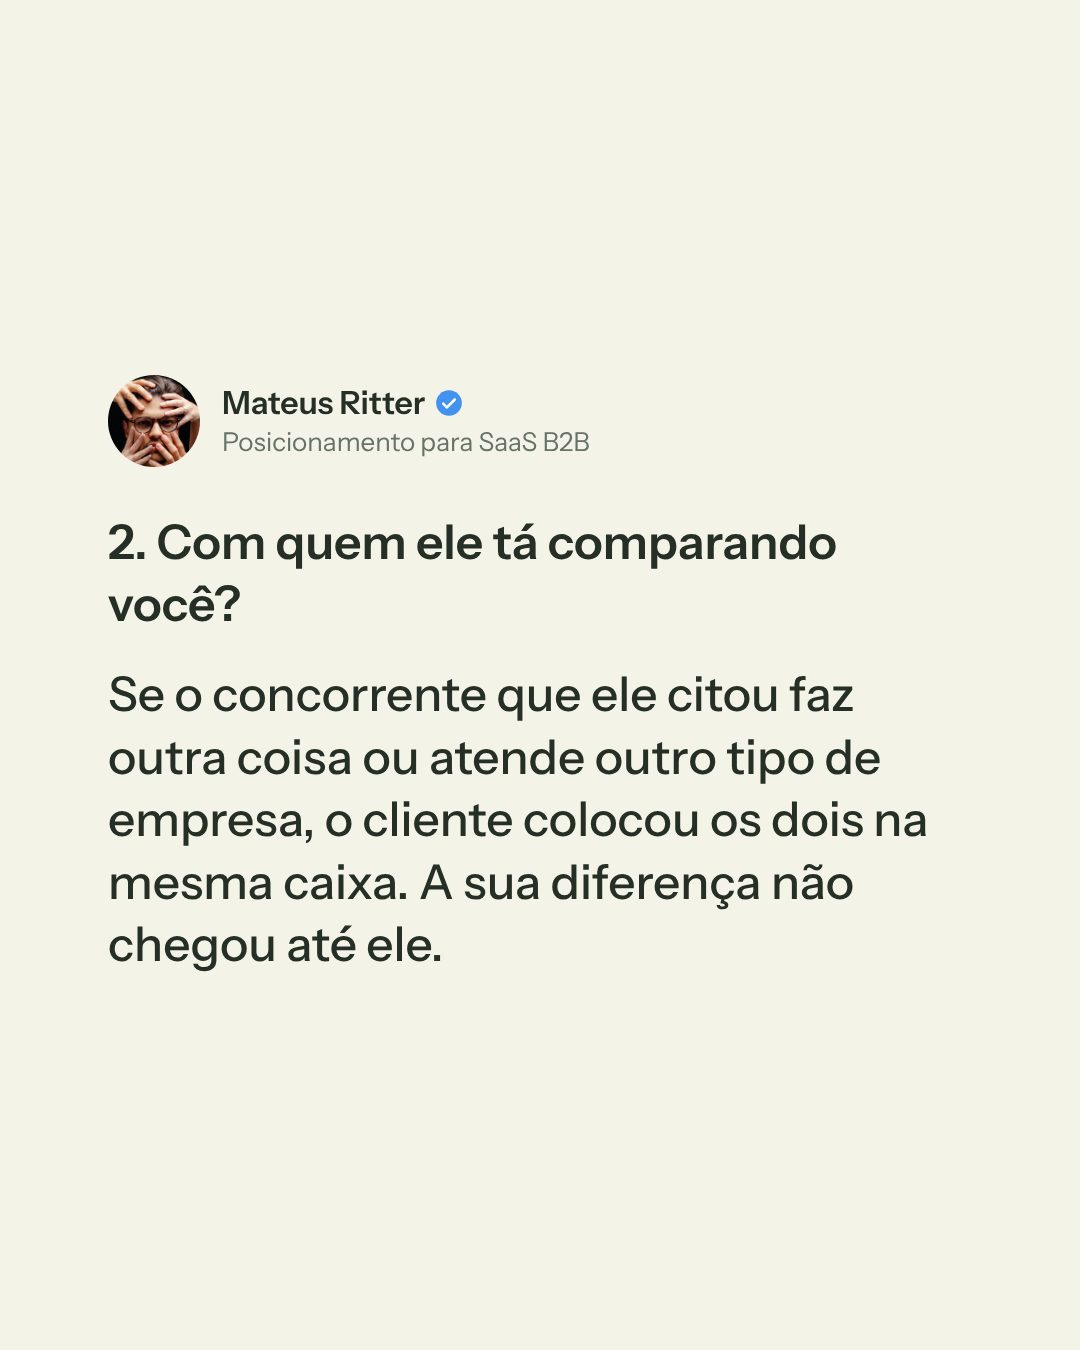 Mateus Ritter
Posicionamento para SaaS B2B
2. Com quem ele tá comparando
você?
Se o concorrente que ele citou faz
outra coisa ou atende outro tipo de
empresa, o cliente colocou os dois na
mesma caixa. A sua diferença não
chegou até ele.